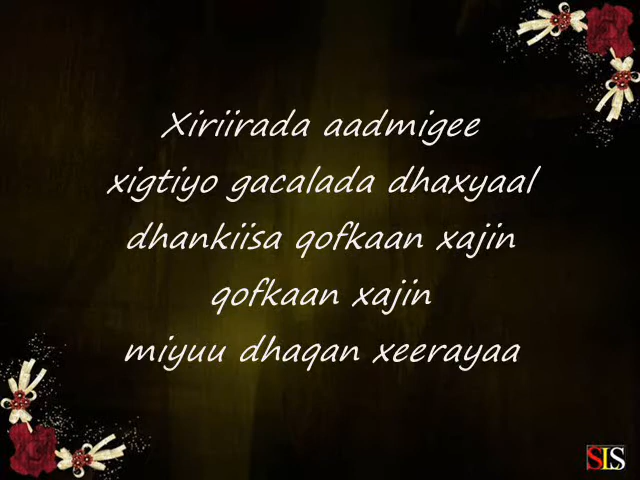 Xiriirada aadmigee
xigtiyo gacalada dhaxyaal
dhankiisa qofkaan xajin
qofkaan xajin
miyuu dhaqan xeerayaa
SLS